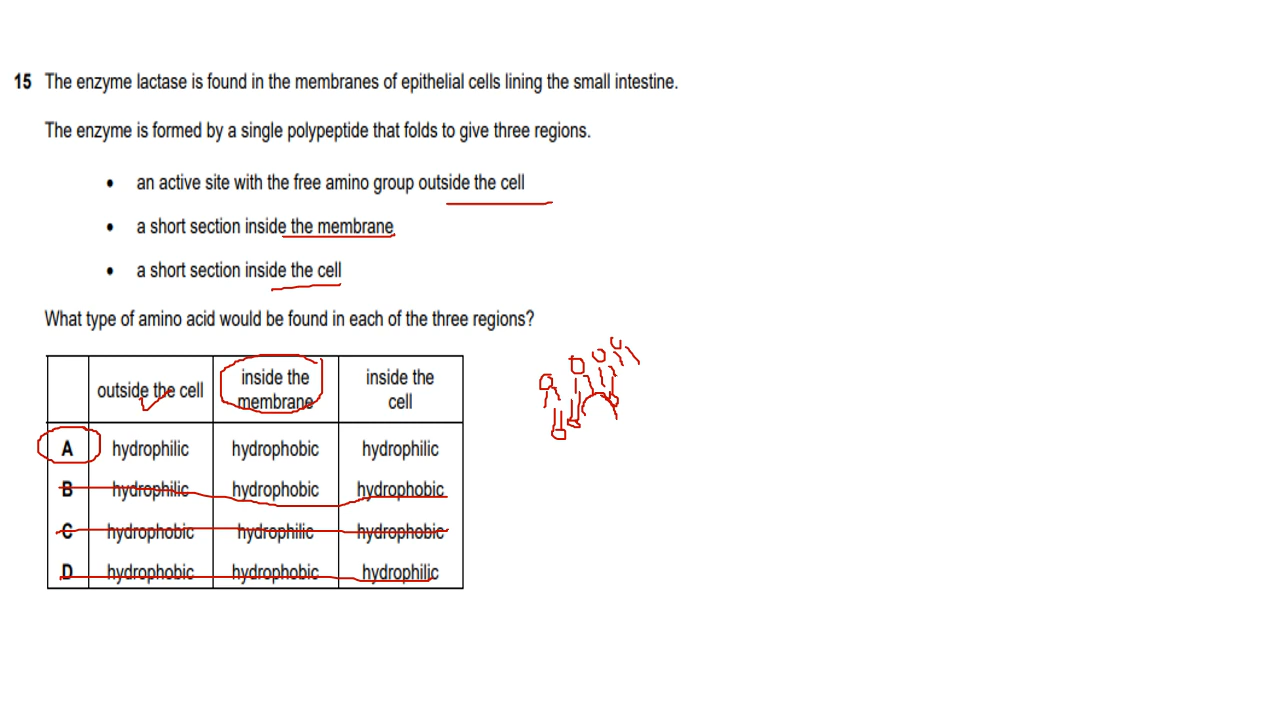 15 The enzyme lactase is found in the membranes of epithelial cells lining the small intestine.
The enzyme is formed by a single polypeptide that folds to give three regions.
• an active site with the free amino group outside the cell
• a short section inside the membrane
• a short section inside the cell
What type of amino acid would be found in each of the three regions?
outside the cell inside the membrane inside the cell
A hydrophilic hydrophobic hydrophilic
B hydrophilic hydrophobic hydrophobic
C hydrophobic hydrophilic hydrophobic
D hydrophobic hydrophobic hydrophilic